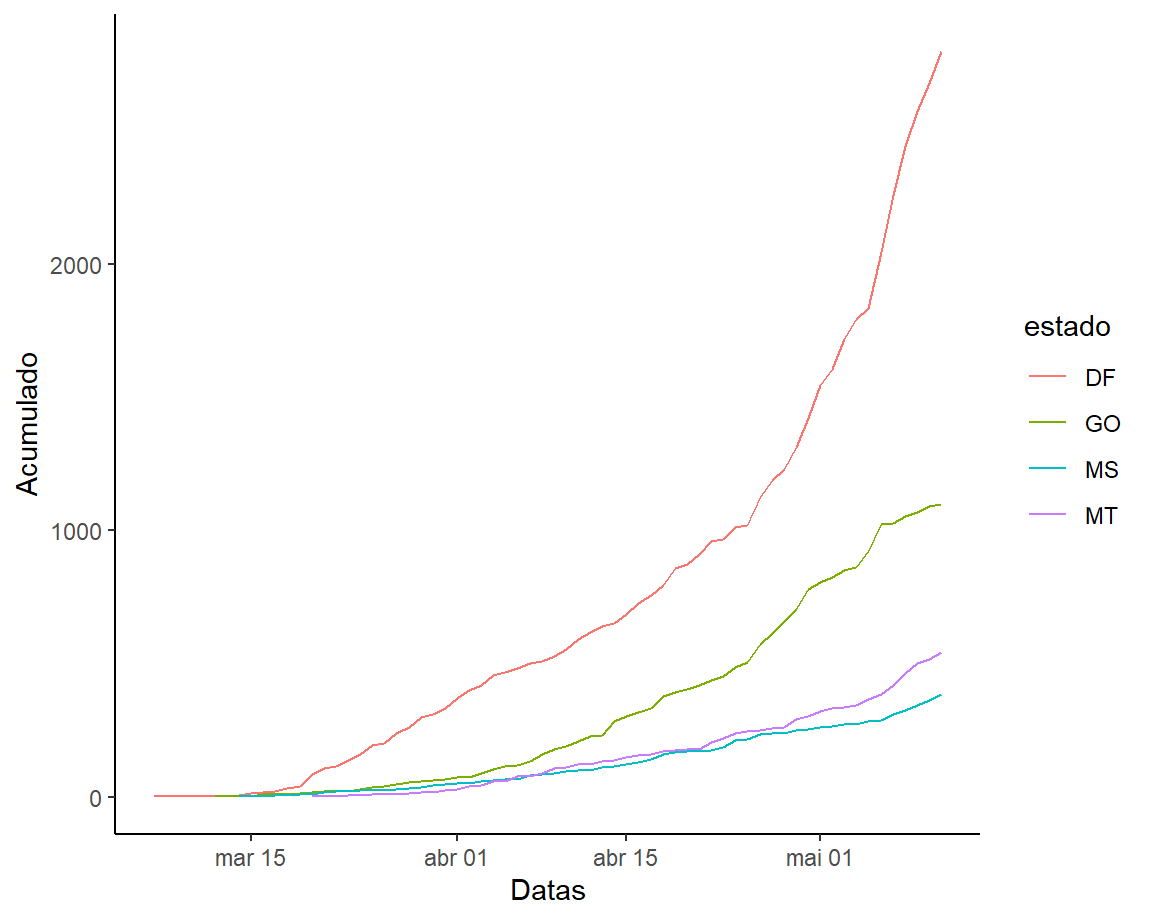 Acumulado
2000
1000
0
mar 15
abr 01
abr 15
mai 01
Datas
estado
DF
GO
MS
MT